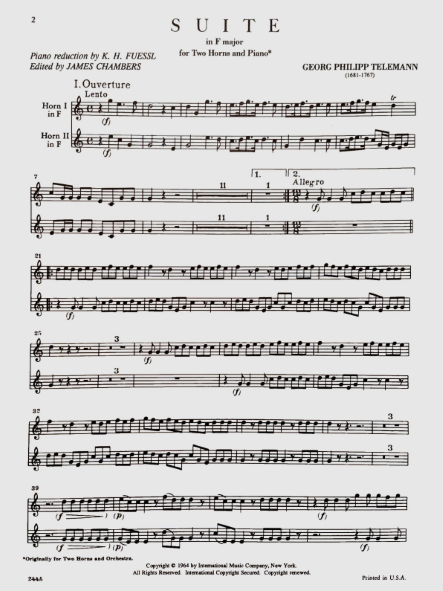 2
SUITE
in F major
for Two Horns and Piano*
Piano reduction by K. H. FUESSL
Edited by JAMES CHAMBERS
GEORG PHILIPP TELEMANN
(1681-1767)
I. Ouverture
Lento
Horn I
in F
(f)
Horn II
in F
(f)
7
11
1
1.
2.
Allegro
(f)
11
1
21
(f)
25
3
(f)
3
(f)
32
3
3
39
(f)
(p)
(f)
(f)
(p)
(f)
*Originally for Two Horns and Orchestra.
Copyright © 1964 by International Music Company, New York.
All Rights Reserved. International Copyright Secured. Copyright renewed.
2445
Printed in U.S.A.